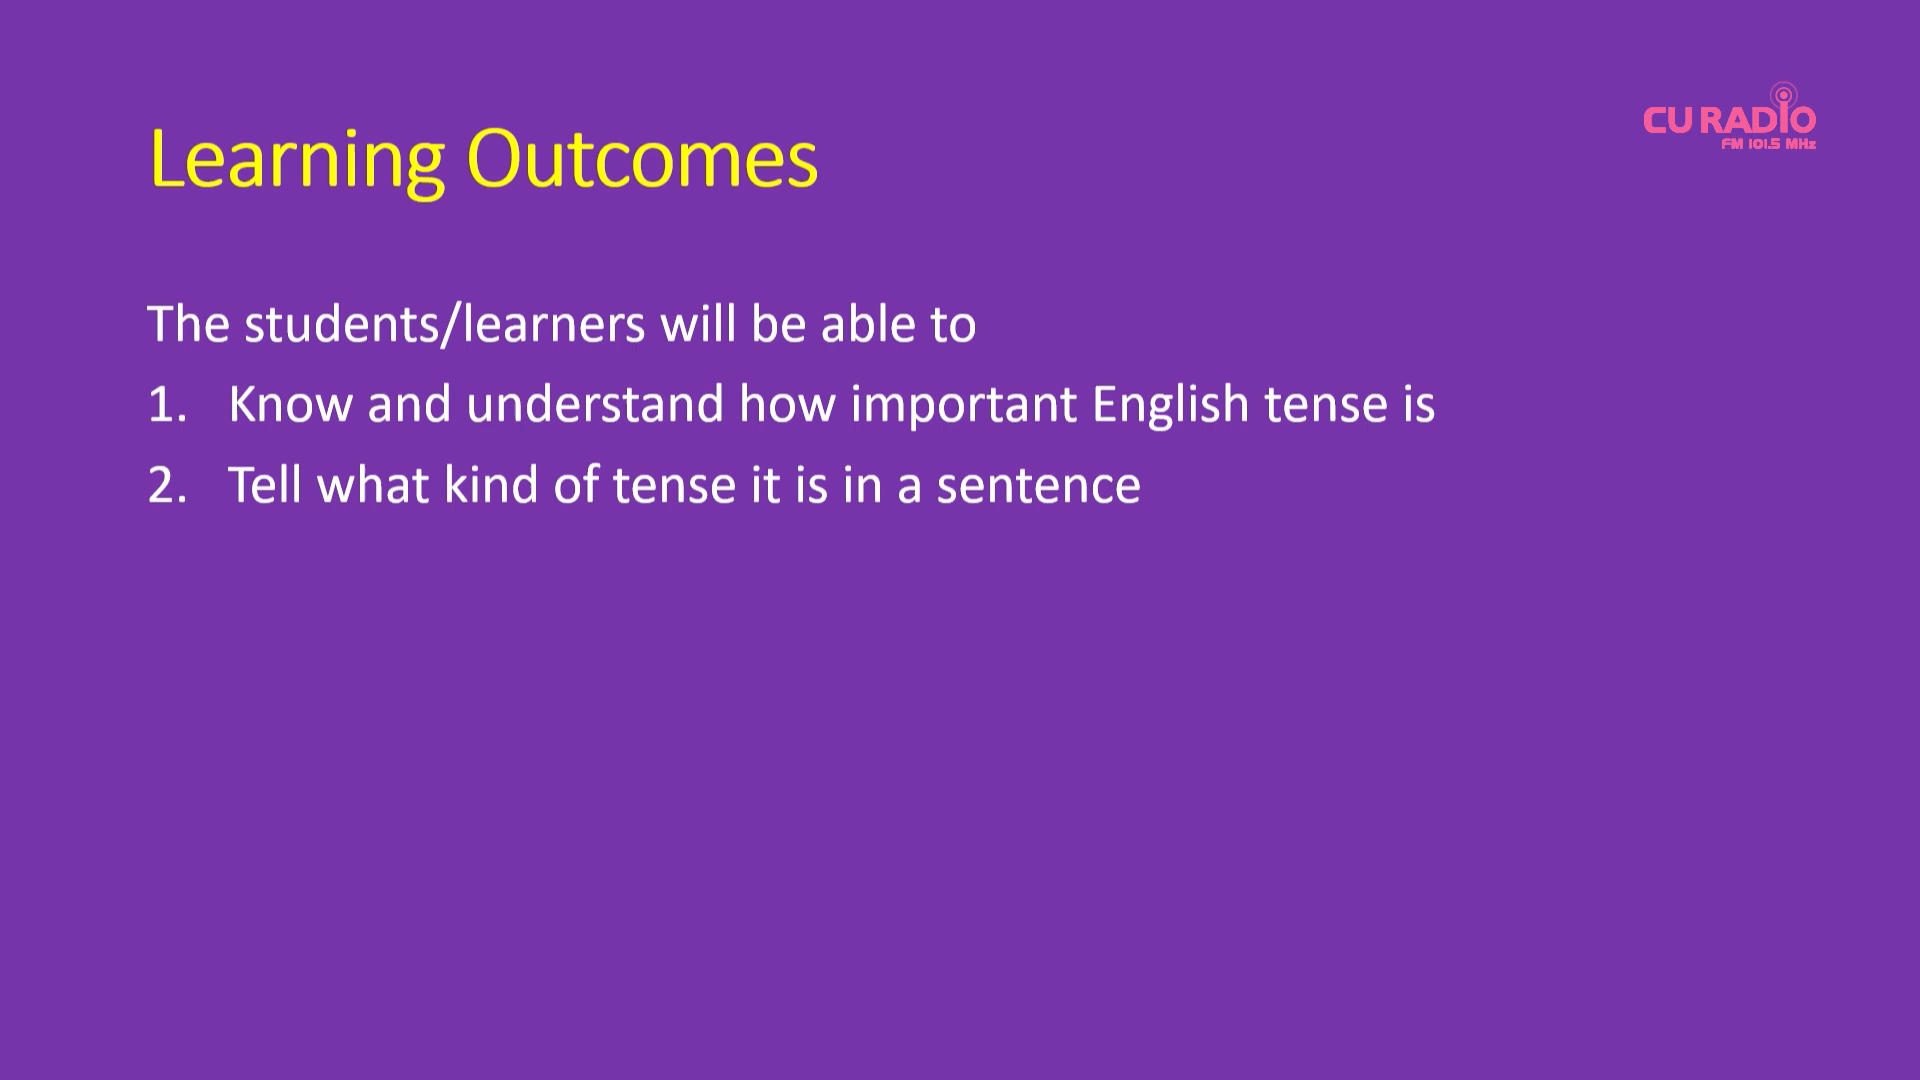 CU RADIO
FM 101.5 MHz
Learning Outcomes
The students/learners will be able to
1. Know and understand how important English tense is
2. Tell what kind of tense it is in a sentence